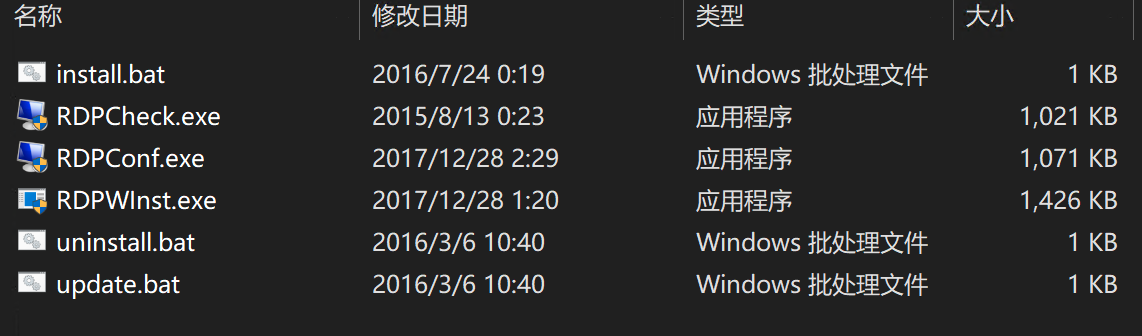 名称 修改日期 类型 大小
install.bat 2016/7/24 0:19 Windows 批处理文件 1 KB
RDPCheck.exe 2015/8/13 0:23 应用程序 1,021 KB
RDPConf.exe 2017/12/28 2:29 应用程序 1,071 KB
RDPWInst.exe 2017/12/28 1:20 应用程序 1,426 KB
uninstall.bat 2016/3/6 10:40 Windows 批处理文件 1 KB
update.bat 2016/3/6 10:40 Windows 批处理文件 1 KB